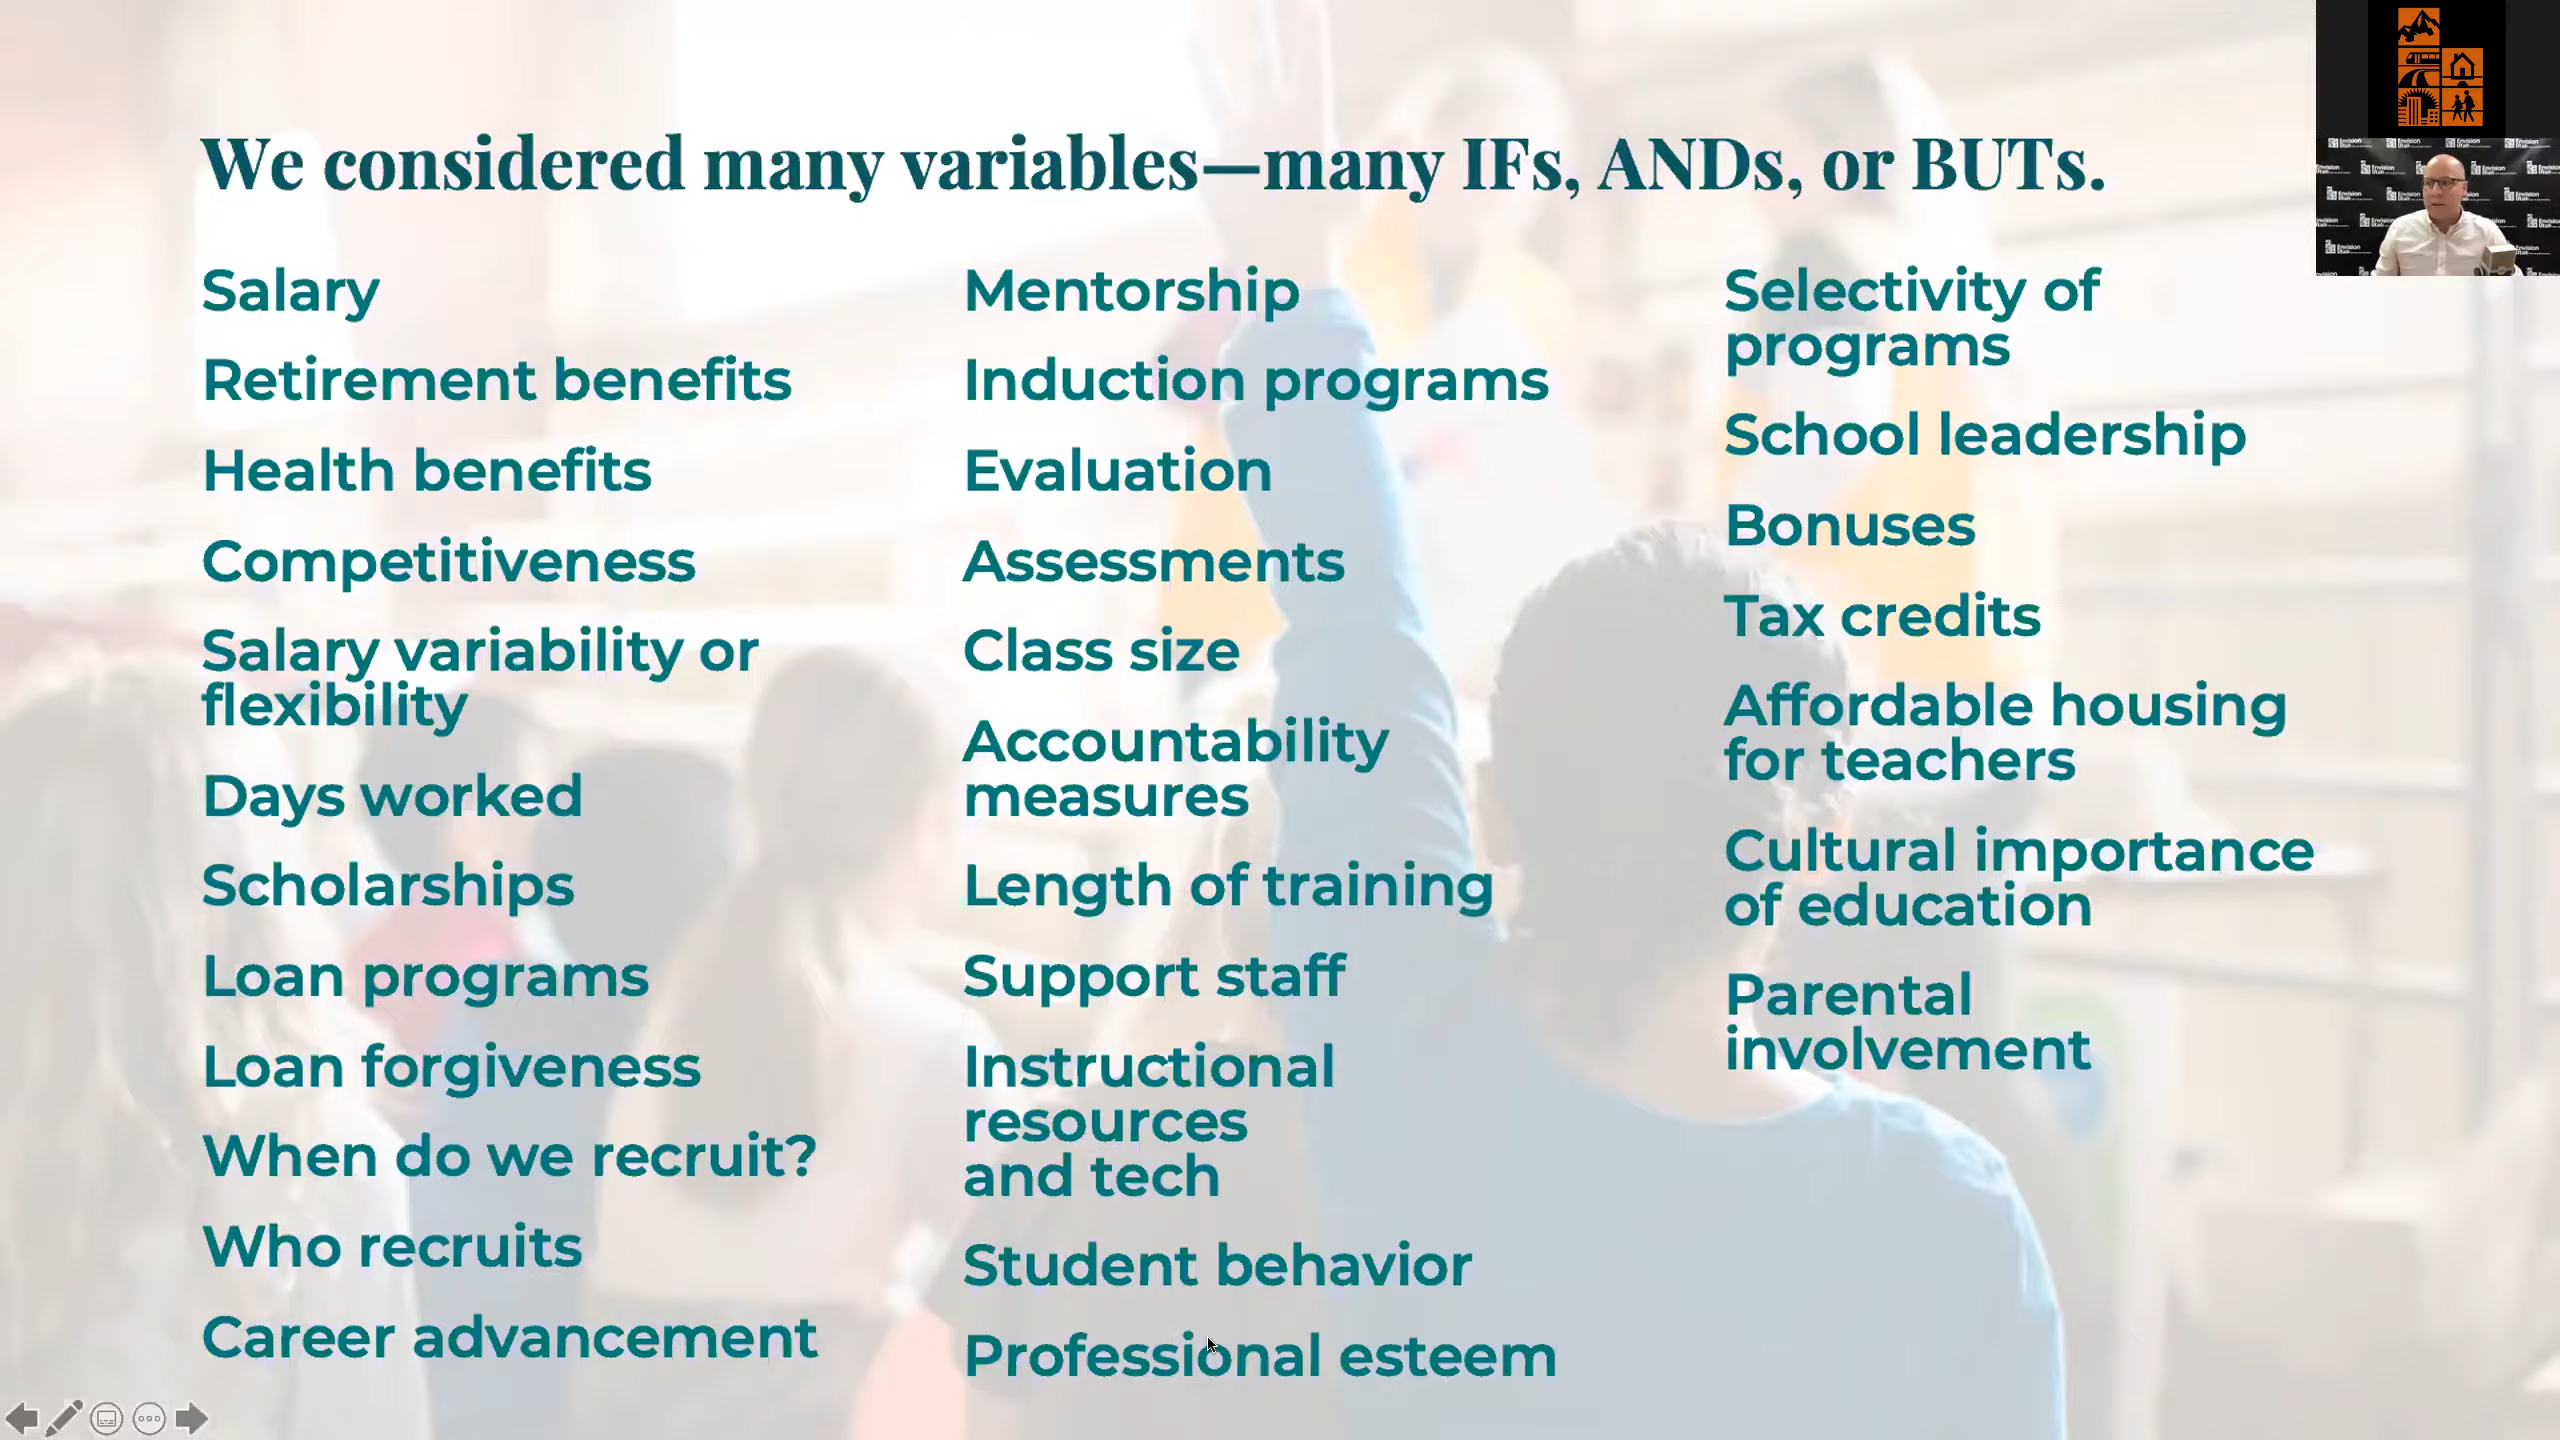 We considered many variables—many IFs, ANDs, or BUTs.
Salary
Retirement benefits
Health benefits
Competitiveness
Salary variability or
flexibility
Days worked
Scholarships
Loan programs
Loan forgiveness
When do we recruit?
Who recruits
Career advancement
Mentorship
Induction programs
Evaluation
Assessments
Class size
Accountability
measures
Length of training
Support staff
Instructional
resources
and tech
Student behavior
Professional esteem
Selectivity of
programs
School leadership
Bonuses
Tax credits
Affordable housing
for teachers
Cultural importance
of education
Parental
involvement
Envision
Utah